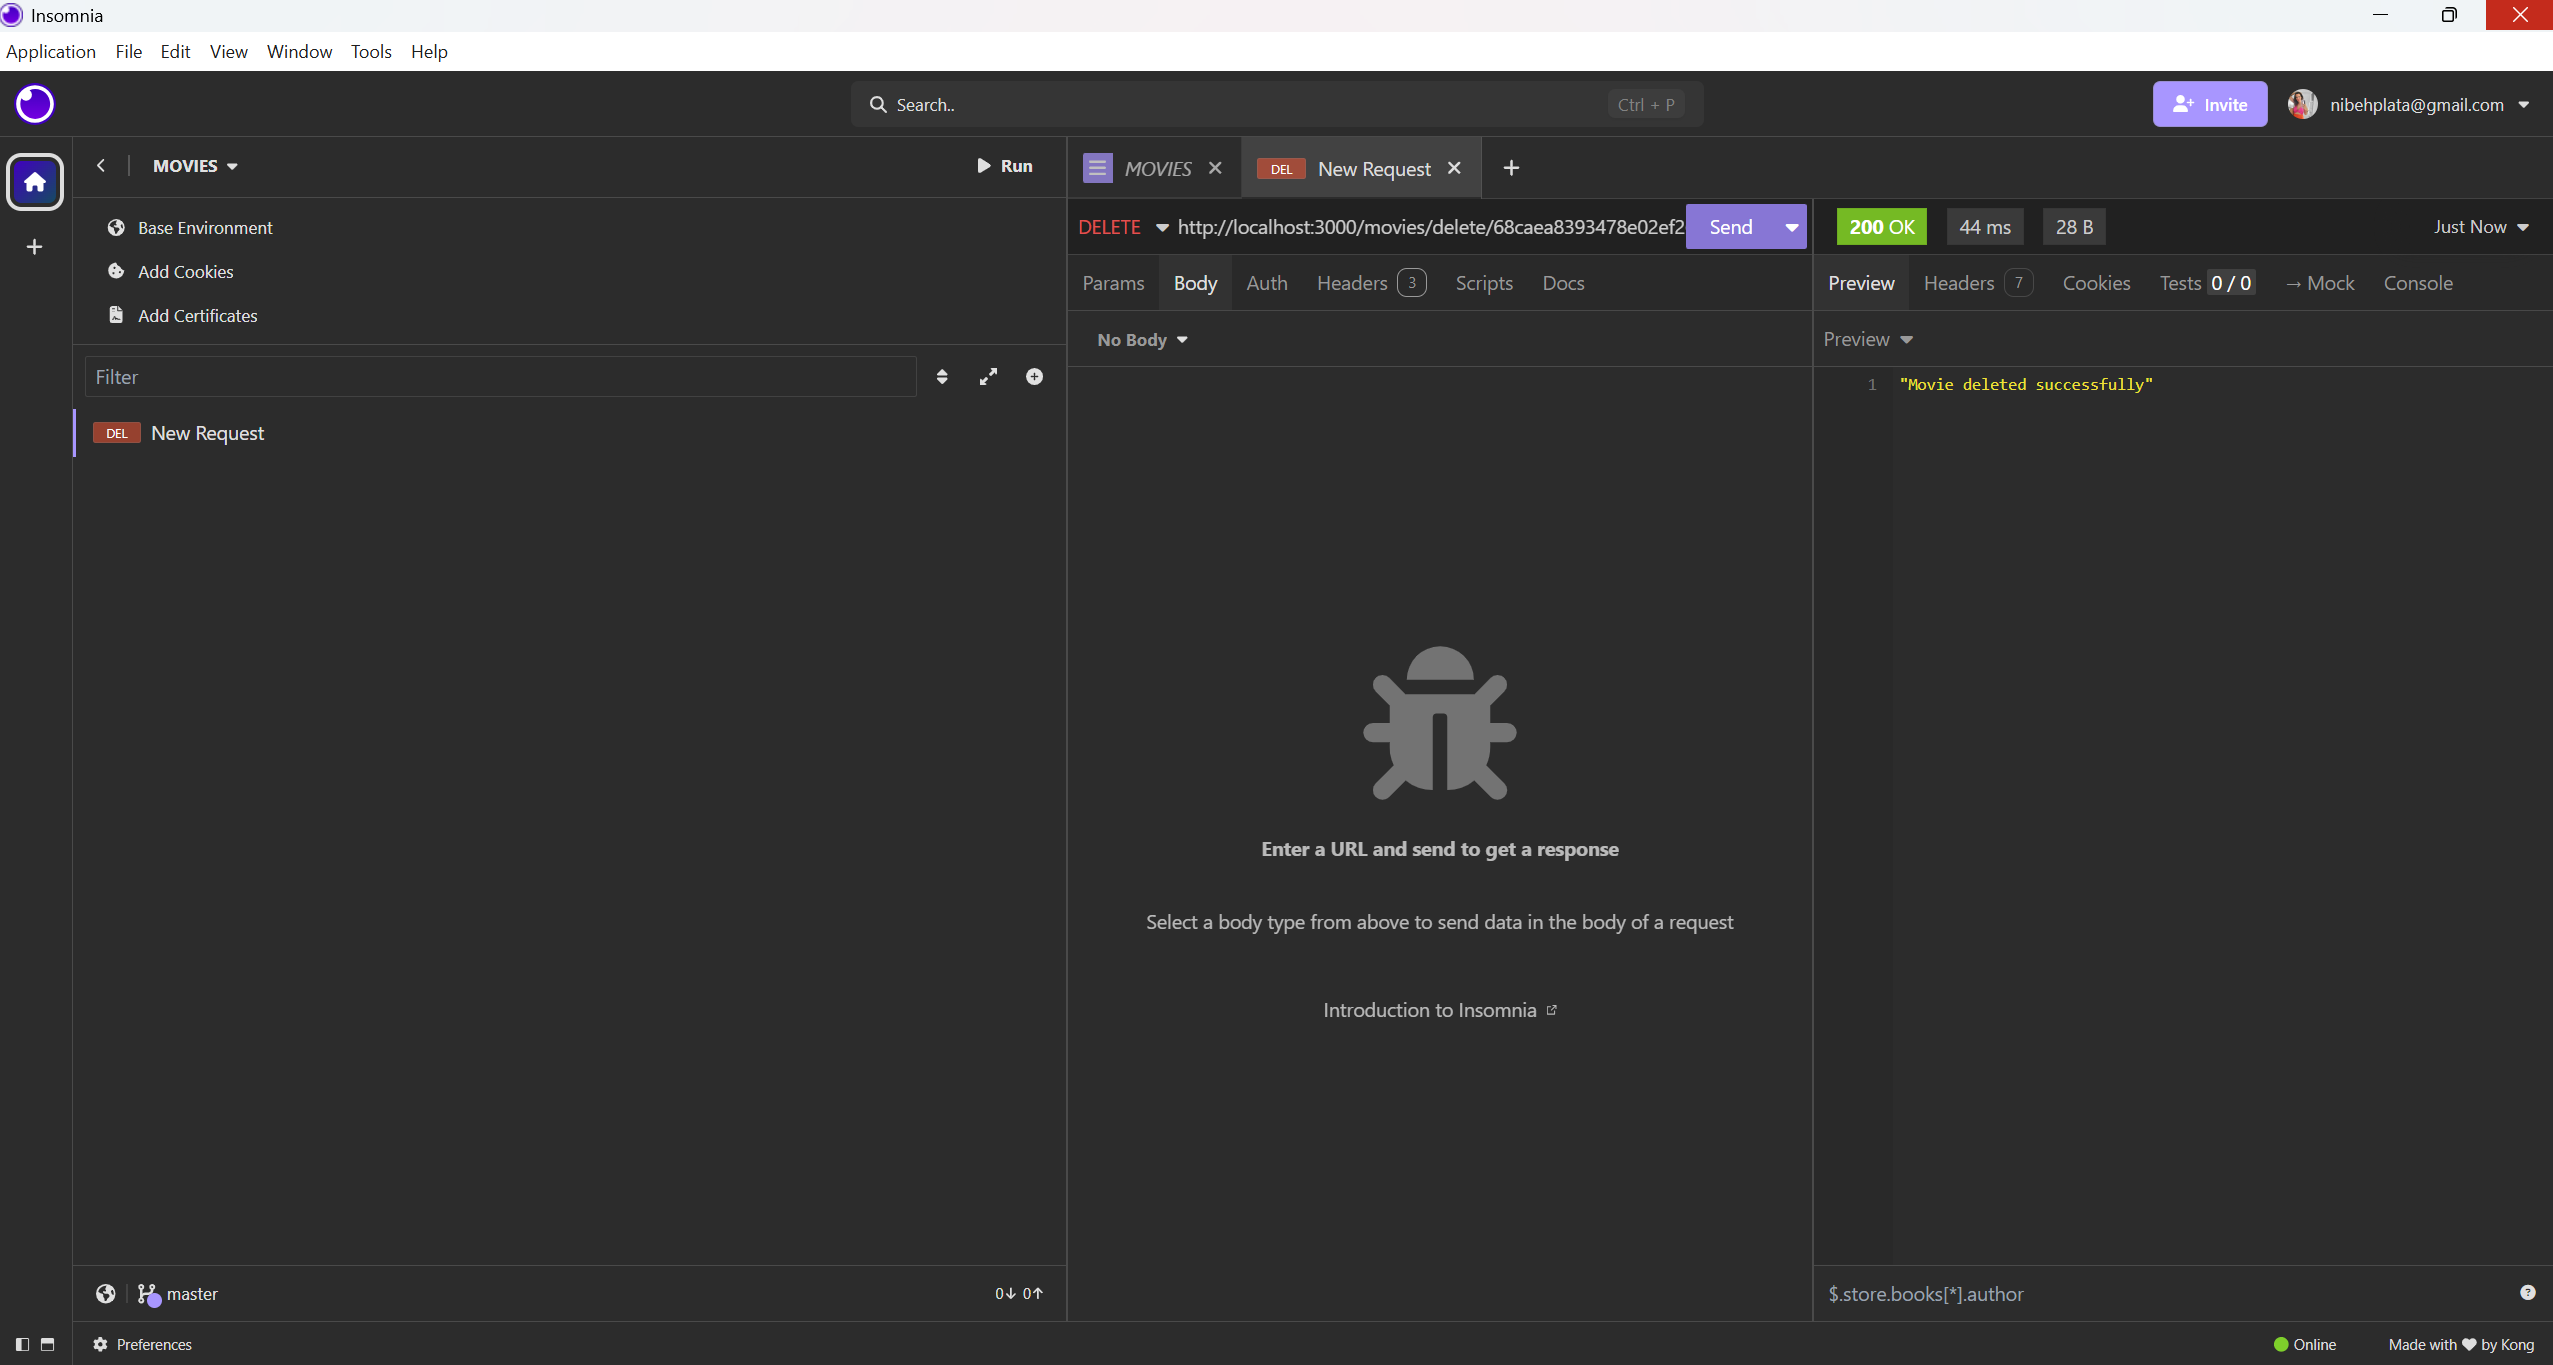 Insomnia
Application File Edit View Window Tools Help
Search.. Ctrl + P
Invite nibehplata@gmail.com
MOVIES Run
MOVIES DEL New Request
Base Environment
Add Cookies
Add Certificates
Filter
DEL New Request
DELETE http://localhost:3000/movies/delete/68caea8393478e02ef2 Send
200 OK 44 ms 28 B Just Now
Params Body Auth Headers 3 Scripts Docs
Preview Headers 7 Cookies Tests 0 / 0 → Mock Console
No Body
Preview
1 "Movie deleted successfully"
Enter a URL and send to get a response
Select a body type from above to send data in the body of a request
Introduction to Insomnia
master 0↓ 0↑
$.store.books[*].author
Preferences
Online Made with ❤ by Kong